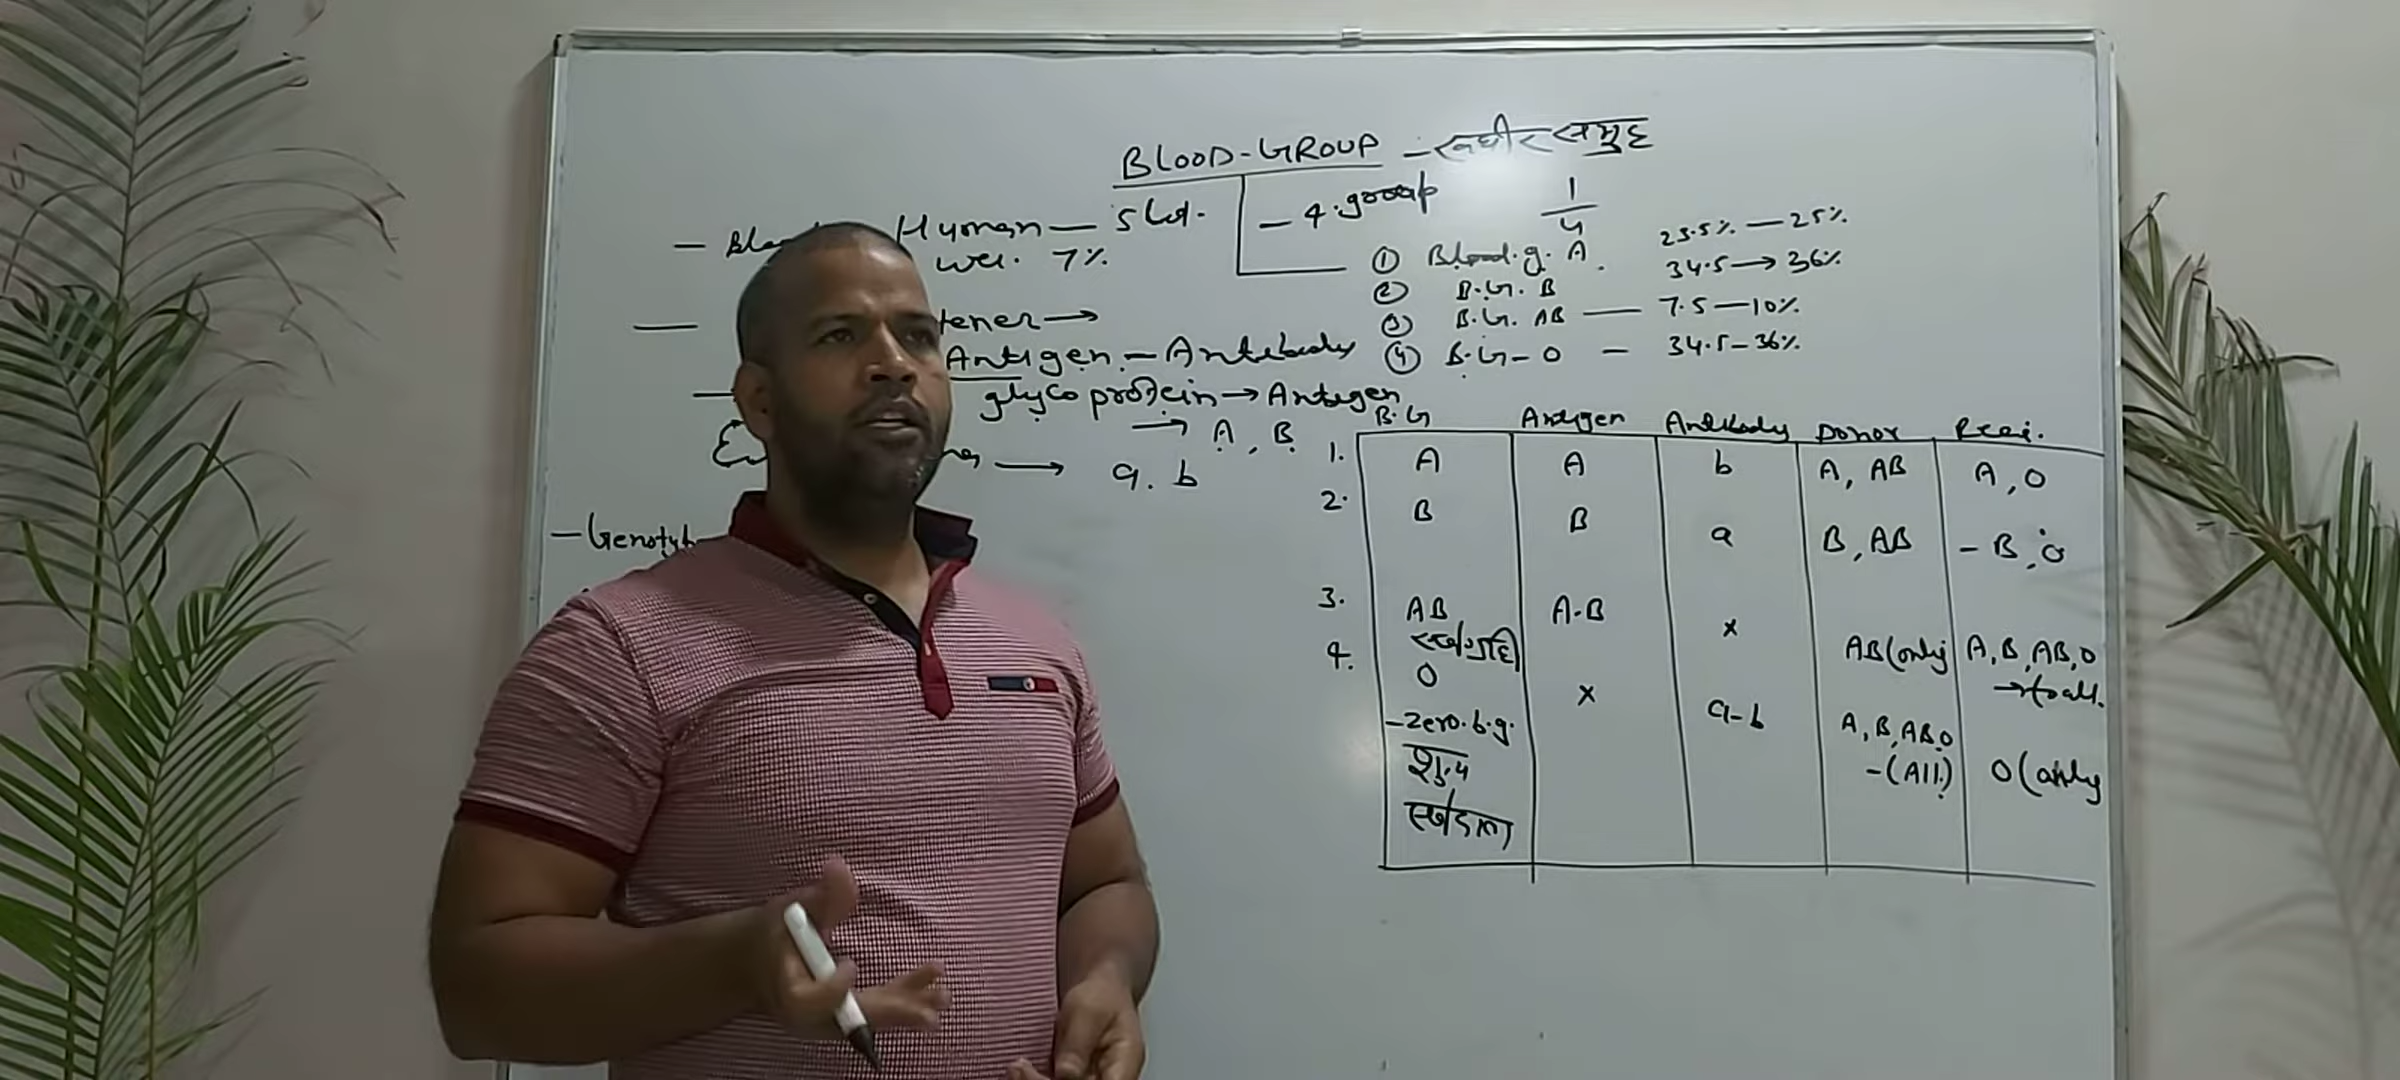 BLOOD-GROUP - रुधीर समुह
Human — 5 Lit.
wei. 7%
- 4. group
1
4
① Blood. g. A. 23.5% — 25%
② B.G. B 34.5 → 36%
③ B.G. AB — 7.5 — 10%
④ B.G - O — 34.5 - 36%
Antigen - Antibody
glyco protein → Antigen
→ A, B
→ a. b
B.G Antigen Antibody Donor Reci.
1. A A b A, AB A, O
2. B B a B, AB - B, O
3. AB A-B x AB (only A, B, AB, O
→ to all.
4. O x a-b A, B, AB, O
- zero. b.g. - (All) O (only